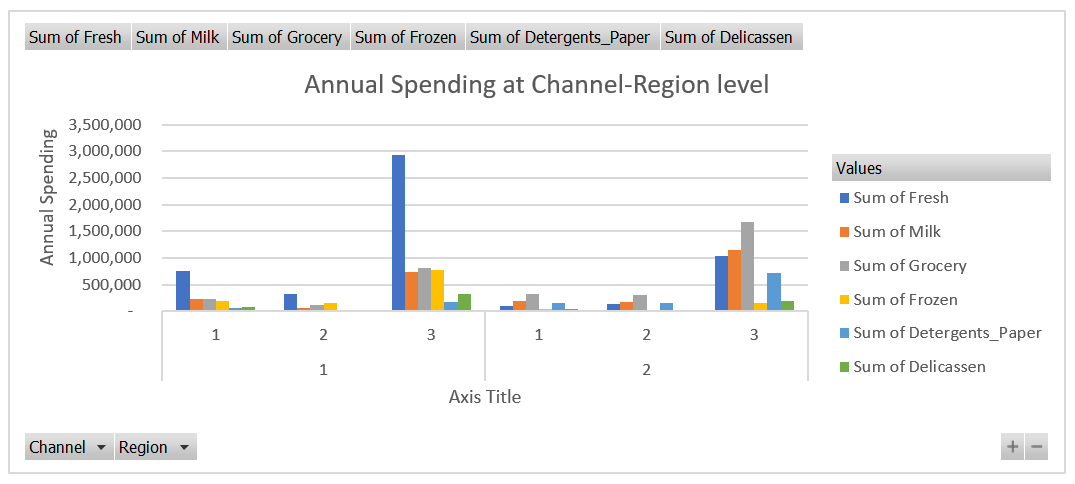 Sum of Fresh Sum of Milk Sum of Grocery Sum of Frozen Sum of Detergents_Paper Sum of Delicassen
Annual Spending at Channel-Region level
Annual Spending
3,500,000
3,000,000
2,500,000
2,000,000
1,500,000
1,000,000
500,000
-
1 2 3 1 2 3
1 2
Axis Title
Values
Sum of Fresh
Sum of Milk
Sum of Grocery
Sum of Frozen
Sum of Detergents_Paper
Sum of Delicassen
Channel Region
+ −